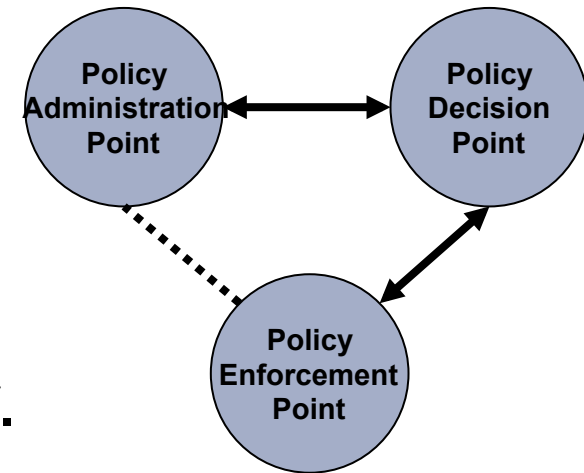 Policy
Administration
Point
Policy
Decision
Point
Policy
Enforcement
Point
.